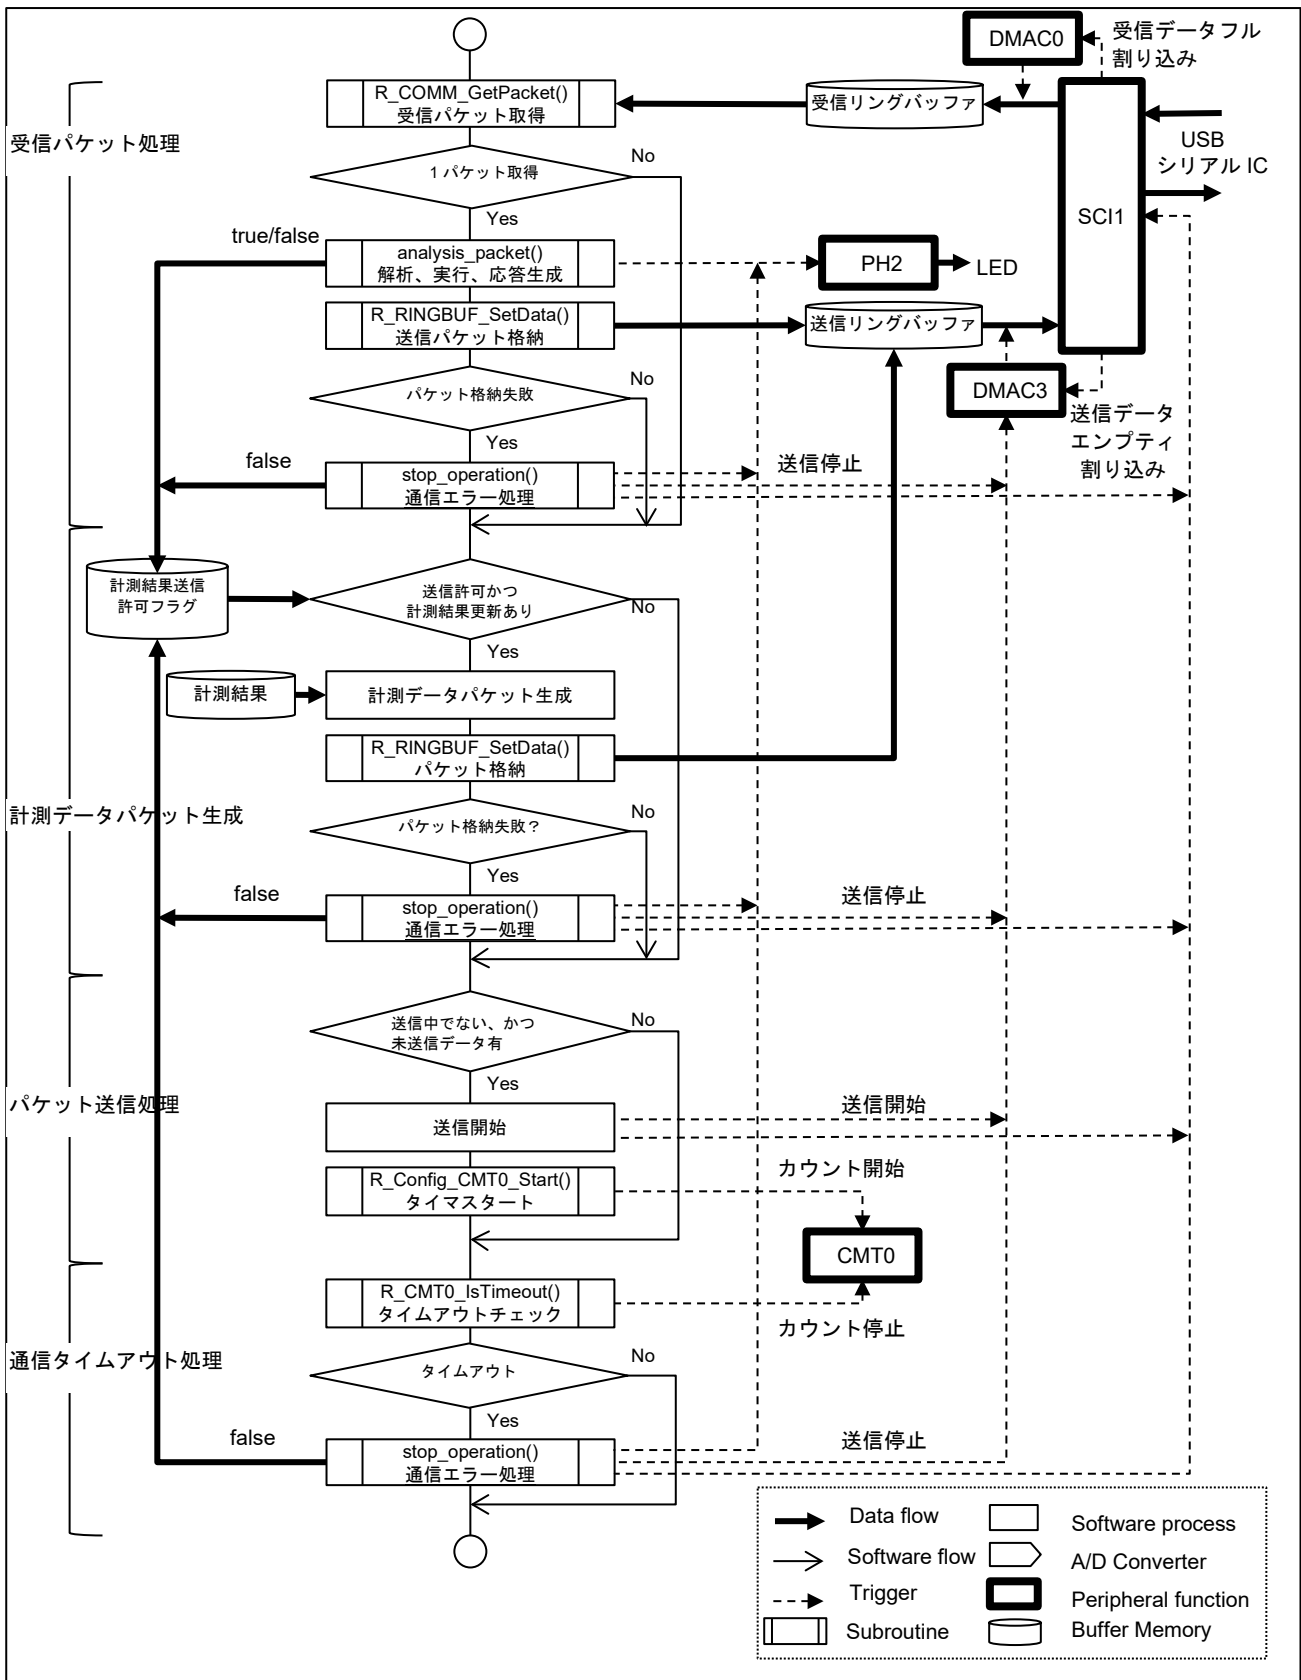 DMAC0
受信データフル
割り込み
R_COMM_GetPacket()
受信パケット取得
受信リングバッファ
受信パケット処理
USB
シリアル IC
1 パケット取得
No
Yes
SCI1
true/false
analysis_packet()
解析、実行、応答生成
PH2
LED
R_RINGBUF_SetData()
送信パケット格納
送信リングバッファ
パケット格納失敗
No
DMAC3
送信データ
エンプティ
割り込み
Yes
false
stop_operation()
通信エラー処理
送信停止
計測結果送信
許可フラグ
送信許可かつ
計測結果更新あり
No
Yes
計測結果
計測データパケット生成
R_RINGBUF_SetData()
パケット格納
計測データパケット生成
パケット格納失敗？
No
Yes
false
stop_operation()
通信エラー処理
送信停止
送信中でない、かつ
未送信データ有
No
Yes
パケット送信処理
送信開始
送信開始
R_Config_CMT0_Start()
タイマスタート
カウント開始
CMT0
R_CMT0_IsTimeout()
タイムアウトチェック
カウント停止
通信タイムアウト処理
タイムアウト
No
Yes
false
stop_operation()
通信エラー処理
送信停止
Data flow
Software process
Software flow
A/D Converter
Trigger
Peripheral function
Subroutine
Buffer Memory